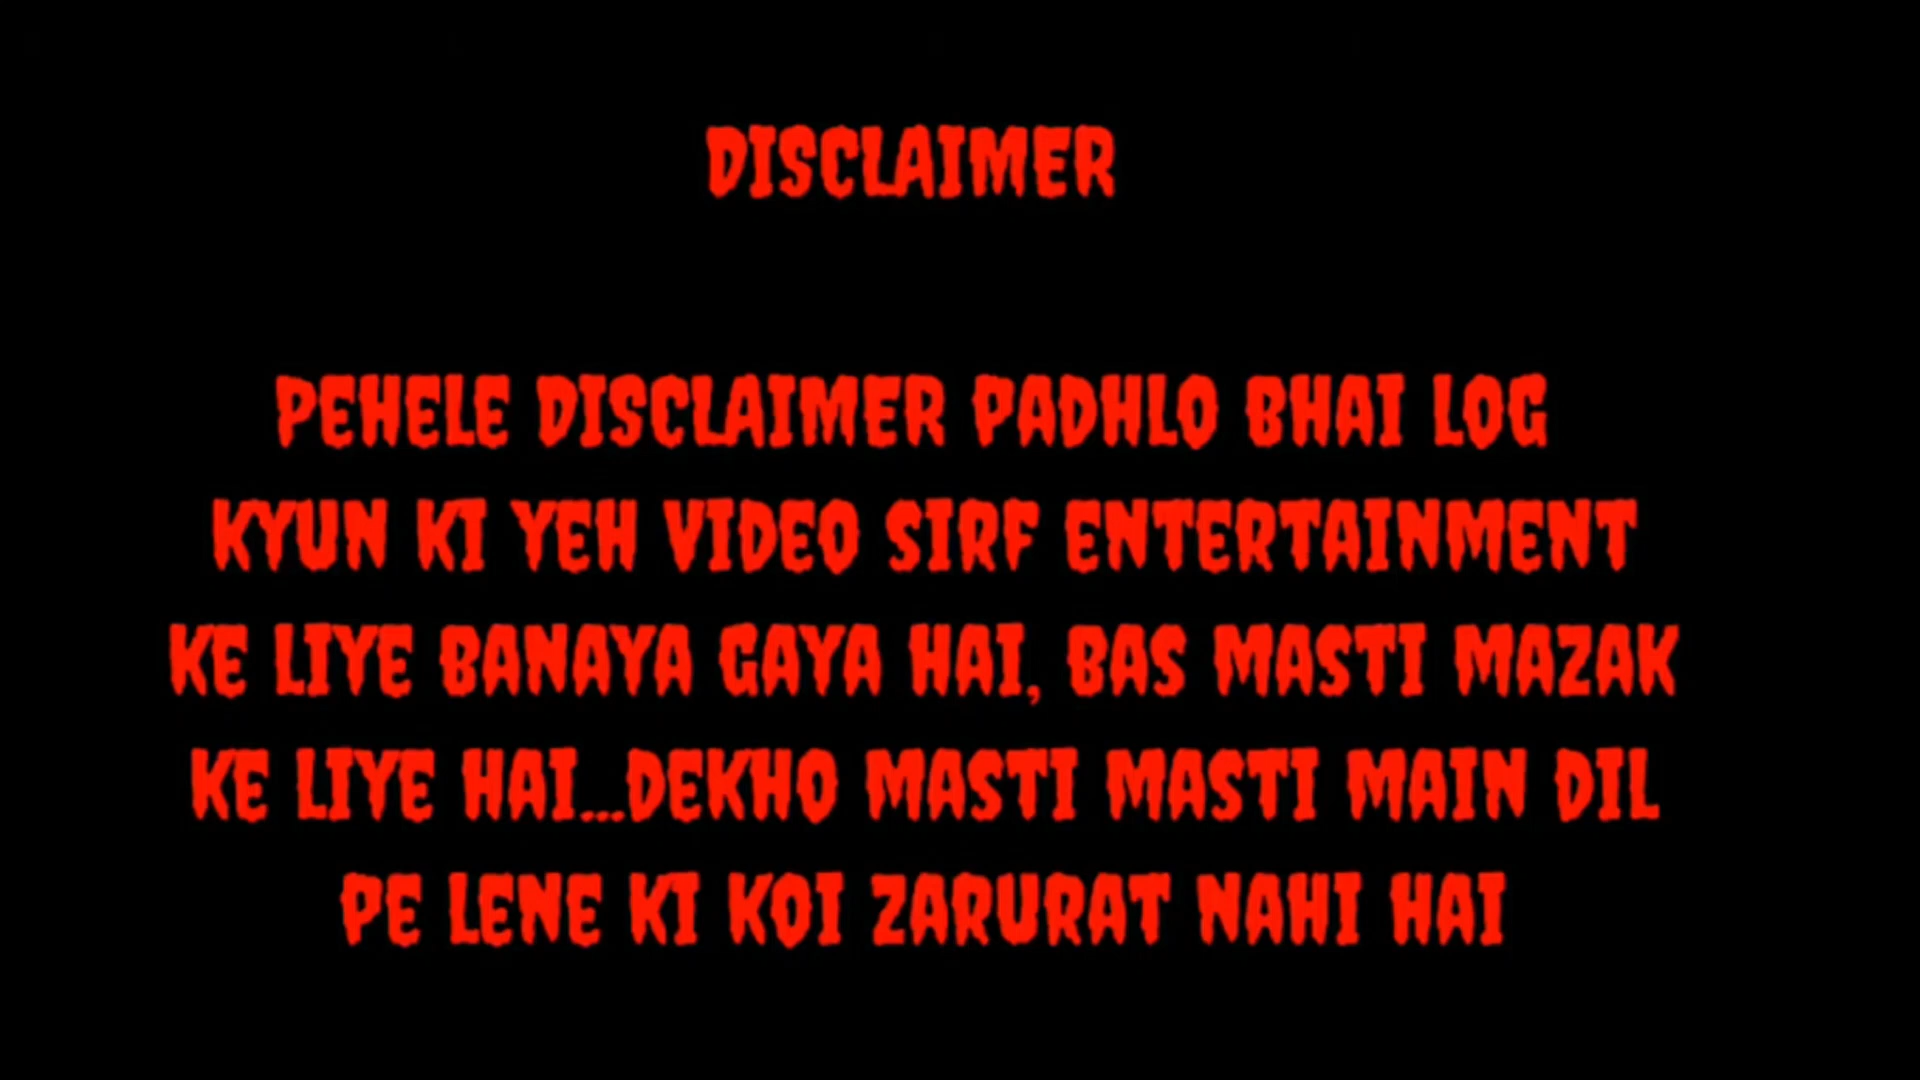 DISCLAIMER
PEHELE DISCLAIMER PADHLO BHAI LOG
KYUN KI YEH VIDEO SIRF ENTERTAINMENT
KE LIYE BANAYA GAYA HAI, BAS MASTI MAZAK
KE LIYE HAI...DEKHO MASTI MASTI MAIN DIL
PE LENE KI KOI ZARURAT NAHI HAI